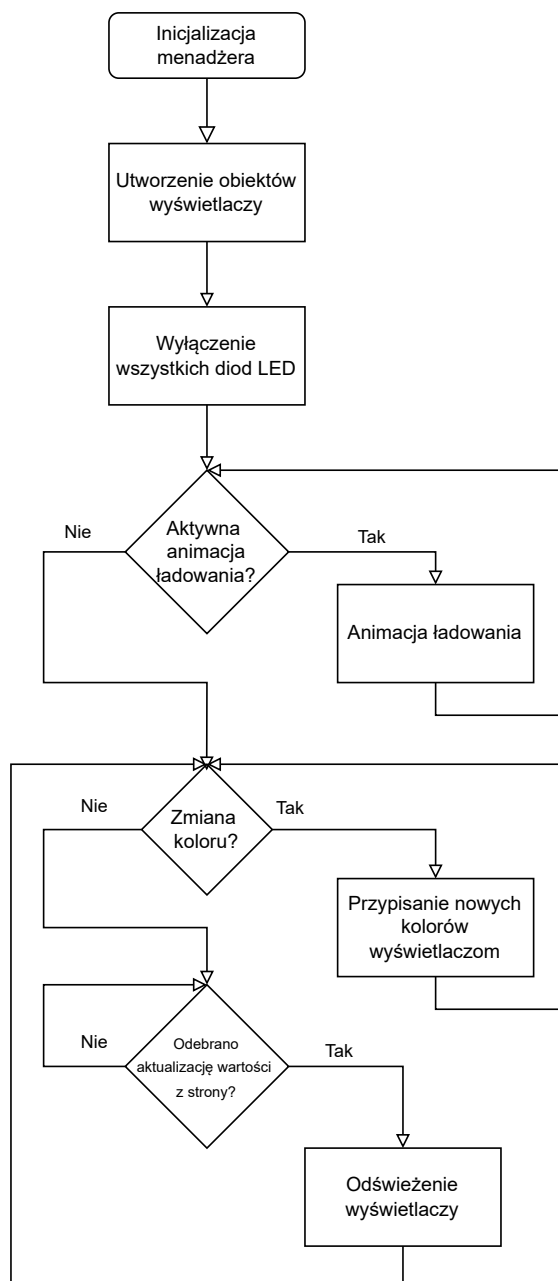 Inicjalizacja
menadżera
Utworzenie obiektów
wyświetlaczy
Wyłączenie
wszystkich diod LED
Nie
Aktywna
animacja
ładowania?
Tak
Animacja ładowania
Nie
Zmiana
koloru?
Tak
Przypisanie nowych
kolorów
wyświetlaczom
Nie
Odebrano
aktualizację wartości
z strony?
Tak
Odświeżenie
wyświetlaczy